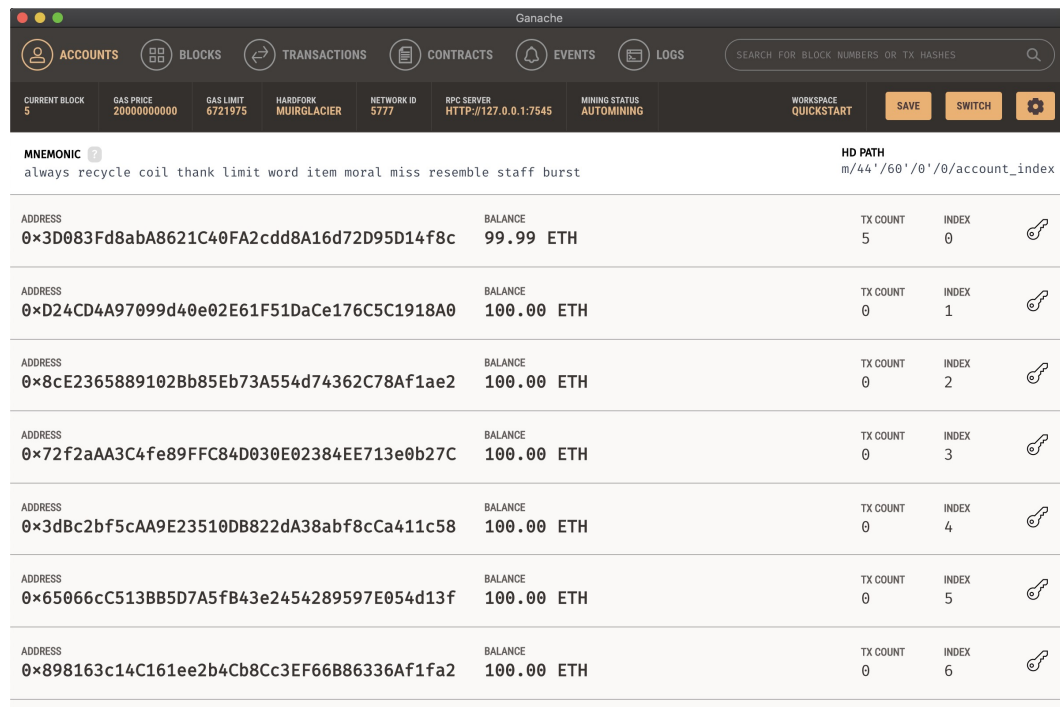 Ganache
ACCOUNTS BLOCKS TRANSACTIONS CONTRACTS EVENTS LOGS SEARCH FOR BLOCK NUMBERS OR TX HASHES
CURRENT BLOCK GAS PRICE GAS LIMIT HARDFORK NETWORK ID RPC SERVER MINING STATUS WORKSPACE
5 20000000000 6721975 MUIRGLACIER 5777 HTTP://127.0.0.1:7545 AUTOMINING QUICKSTART SAVE SWITCH
MNEMONIC ? HD PATH
always recycle coil thank limit word item moral miss resemble staff burst m/44'/60'/0'/0/account_index
ADDRESS BALANCE TX COUNT INDEX
0×3D083Fd8abA8621C40FA2cdd8A16d72D95D14f8c 99.99 ETH 5 0
ADDRESS BALANCE TX COUNT INDEX
0×D24CD4A97099d40e02E61F51DaCe176C5C1918A0 100.00 ETH 0 1
ADDRESS BALANCE TX COUNT INDEX
0×8cE2365889102Bb85Eb73A554d74362C78Af1ae2 100.00 ETH 0 2
ADDRESS BALANCE TX COUNT INDEX
0×72f2aAA3C4fe89FFC84D030E02384EE713e0b27C 100.00 ETH 0 3
ADDRESS BALANCE TX COUNT INDEX
0×3dBc2bf5cAA9E23510DB822dA38abf8cCa411c58 100.00 ETH 0 4
ADDRESS BALANCE TX COUNT INDEX
0×65066cC513BB5D7A5fB43e2454289597E054d13f 100.00 ETH 0 5
ADDRESS BALANCE TX COUNT INDEX
0×898163c14C161ee2b4Cb8Cc3EF66B86336Af1fa2 100.00 ETH 0 6